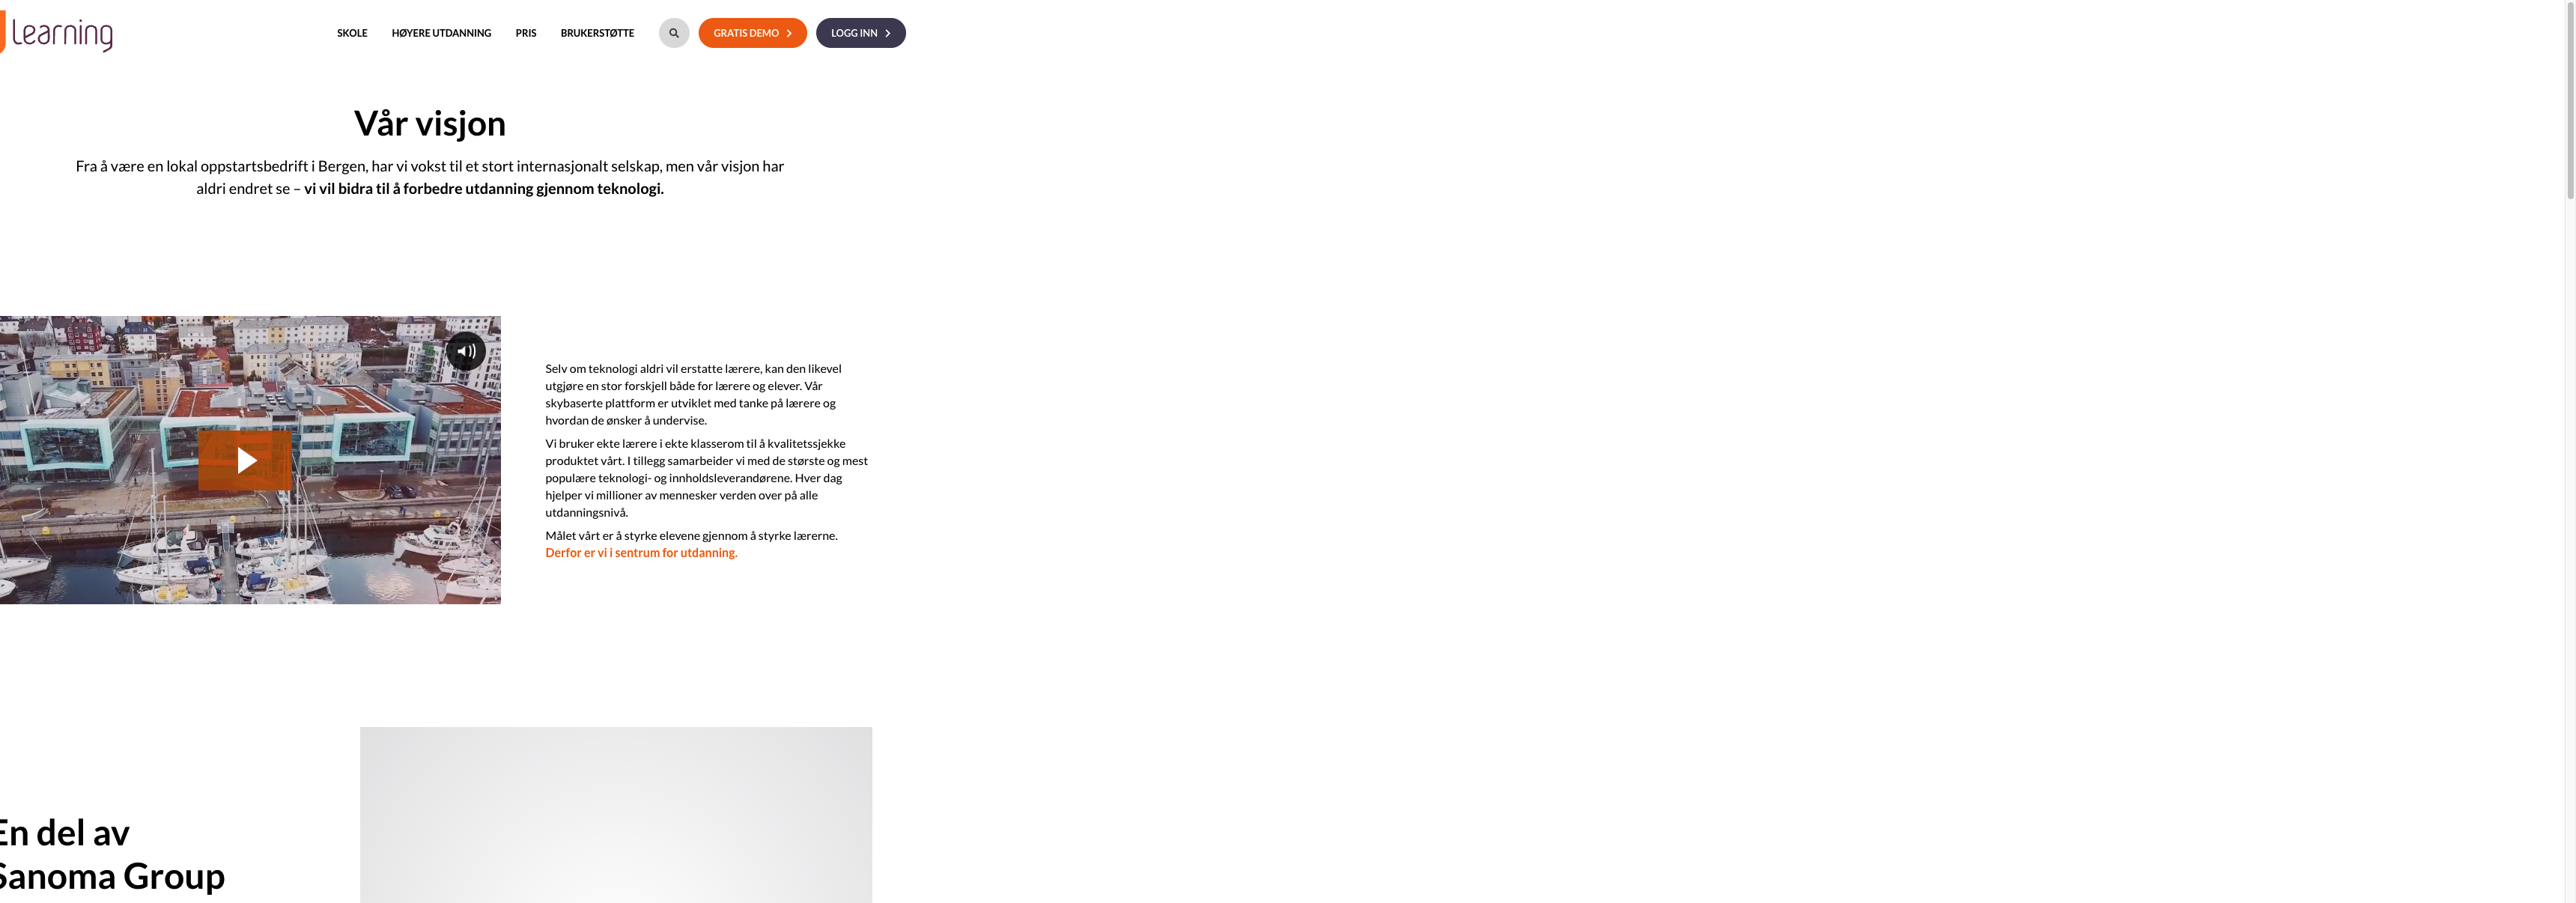 learning
SKOLE
HØYERE UTDANNING
PRIS
BRUKERSTØTTE
GRATIS DEMO
LOGG INN
Vår visjon
Fra å være en lokal oppstartsbedrift i Bergen, har vi vokst til et stort internasjonalt selskap, men vår visjon har
aldri endret se – vi vil bidra til å forbedre utdanning gjennom teknologi.
Selv om teknologi aldri vil erstatte lærere, kan den likevel
utgjøre en stor forskjell både for lærere og elever. Vår
skybaserte plattform er utviklet med tanke på lærere og
hvordan de ønsker å undervise.
Vi bruker ekte lærere i ekte klasserom til å kvalitetssjekke
produktet vårt. I tillegg samarbeider vi med de største og mest
populære teknologi- og innholdsleverandørene. Hver dag
hjelper vi millioner av mennesker verden over på alle
utdanningsnivå.
Målet vårt er å styrke elevene gjennom å styrke lærerne.
Derfor er vi i sentrum for utdanning.
En del av
Sanoma Group